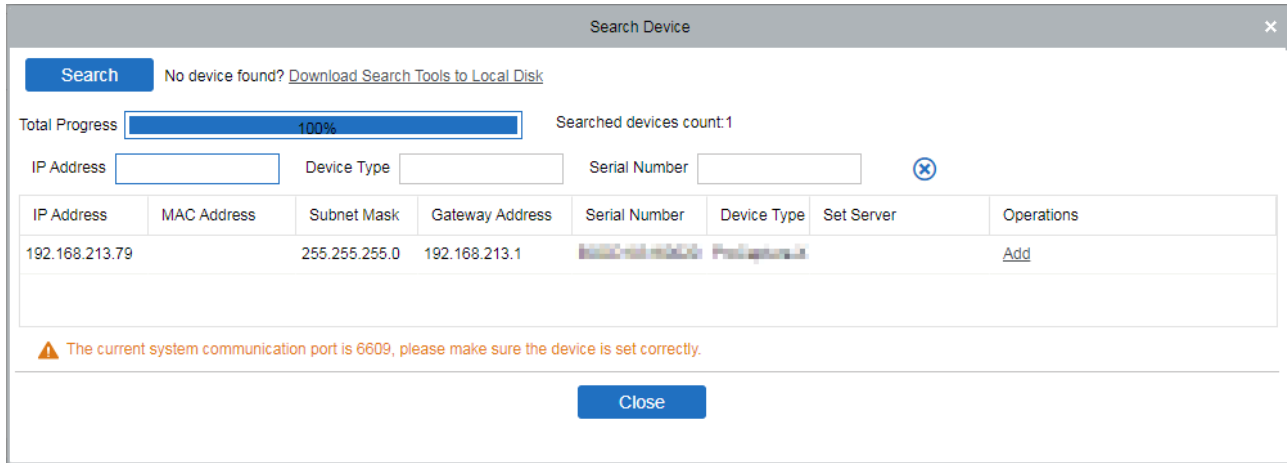 Search Device
Search No device found? Download Search Tools to Local Disk
Total Progress 100% Searched devices count:1
IP Address Device Type Serial Number
IP Address MAC Address Subnet Mask Gateway Address Serial Number Device Type Set Server Operations
192.168.213.79 255.255.255.0 192.168.213.1 Add
The current system communication port is 6609, please make sure the device is set correctly.
Close